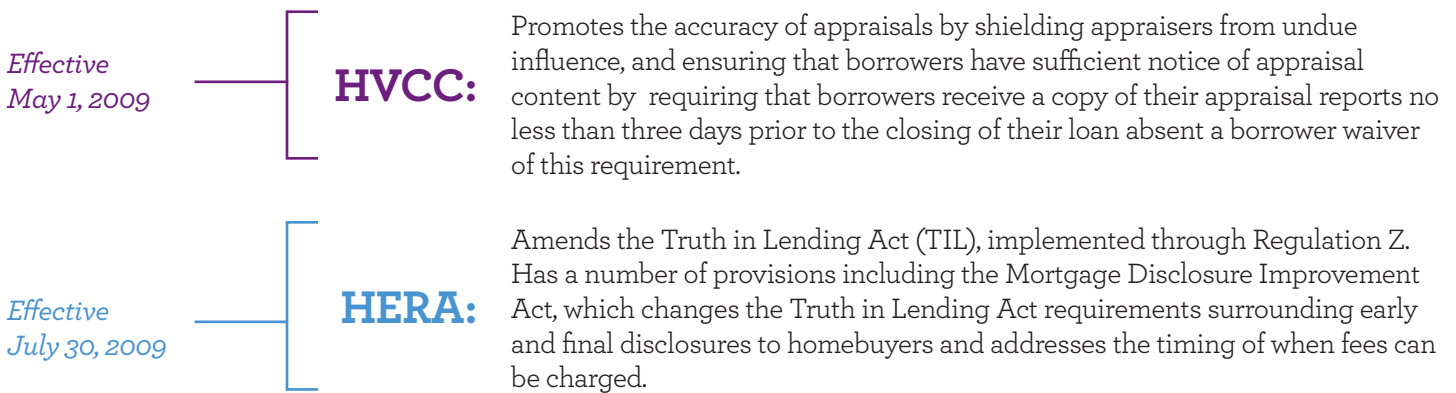 Effective
May 1, 2009
HVCC:
Promotes the accuracy of appraisals by shielding appraisers from undue
influence, and ensuring that borrowers have sufficient notice of appraisal
content by  requiring that borrowers receive a copy of their appraisal reports no
less than three days prior to the closing of their loan absent a borrower waiver
of this requirement.
Effective
July 30, 2009
HERA:
Amends the Truth in Lending Act (TIL), implemented through Regulation Z.
Has a number of provisions including the Mortgage Disclosure Improvement
Act, which changes the Truth in Lending Act requirements surrounding early
and final disclosures to homebuyers and addresses the timing of when fees can
be charged.